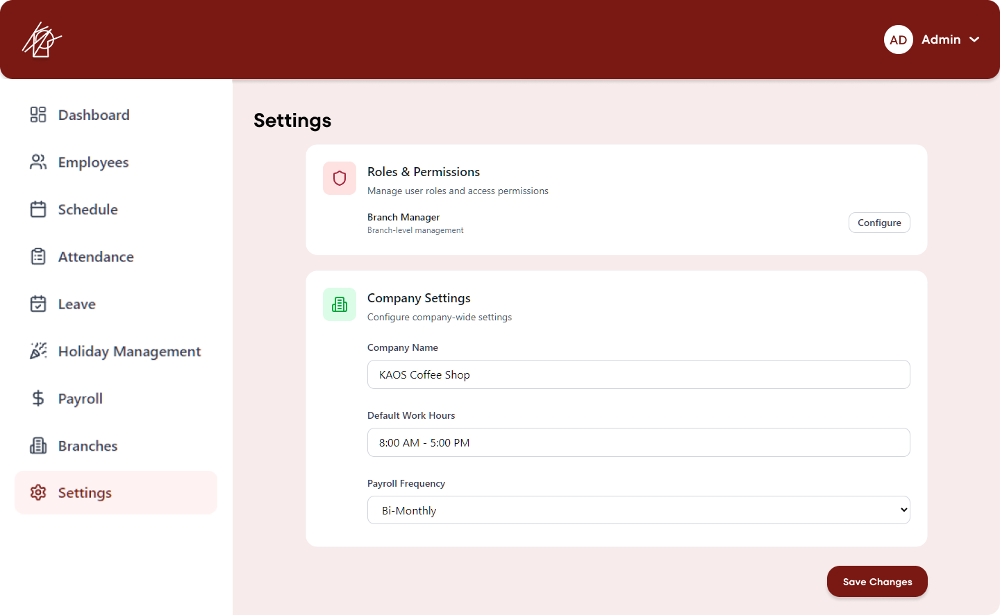 AD
Admin
Dashboard
Employees
Schedule
Attendance
Leave
Holiday Management
Payroll
Branches
Settings
Settings
Roles & Permissions
Manage user roles and access permissions
Branch Manager
Branch-level management
Configure
Company Settings
Configure company-wide settings
Company Name
KAOS Coffee Shop
Default Work Hours
8:00 AM - 5:00 PM
Payroll Frequency
Bi-Monthly
Save Changes